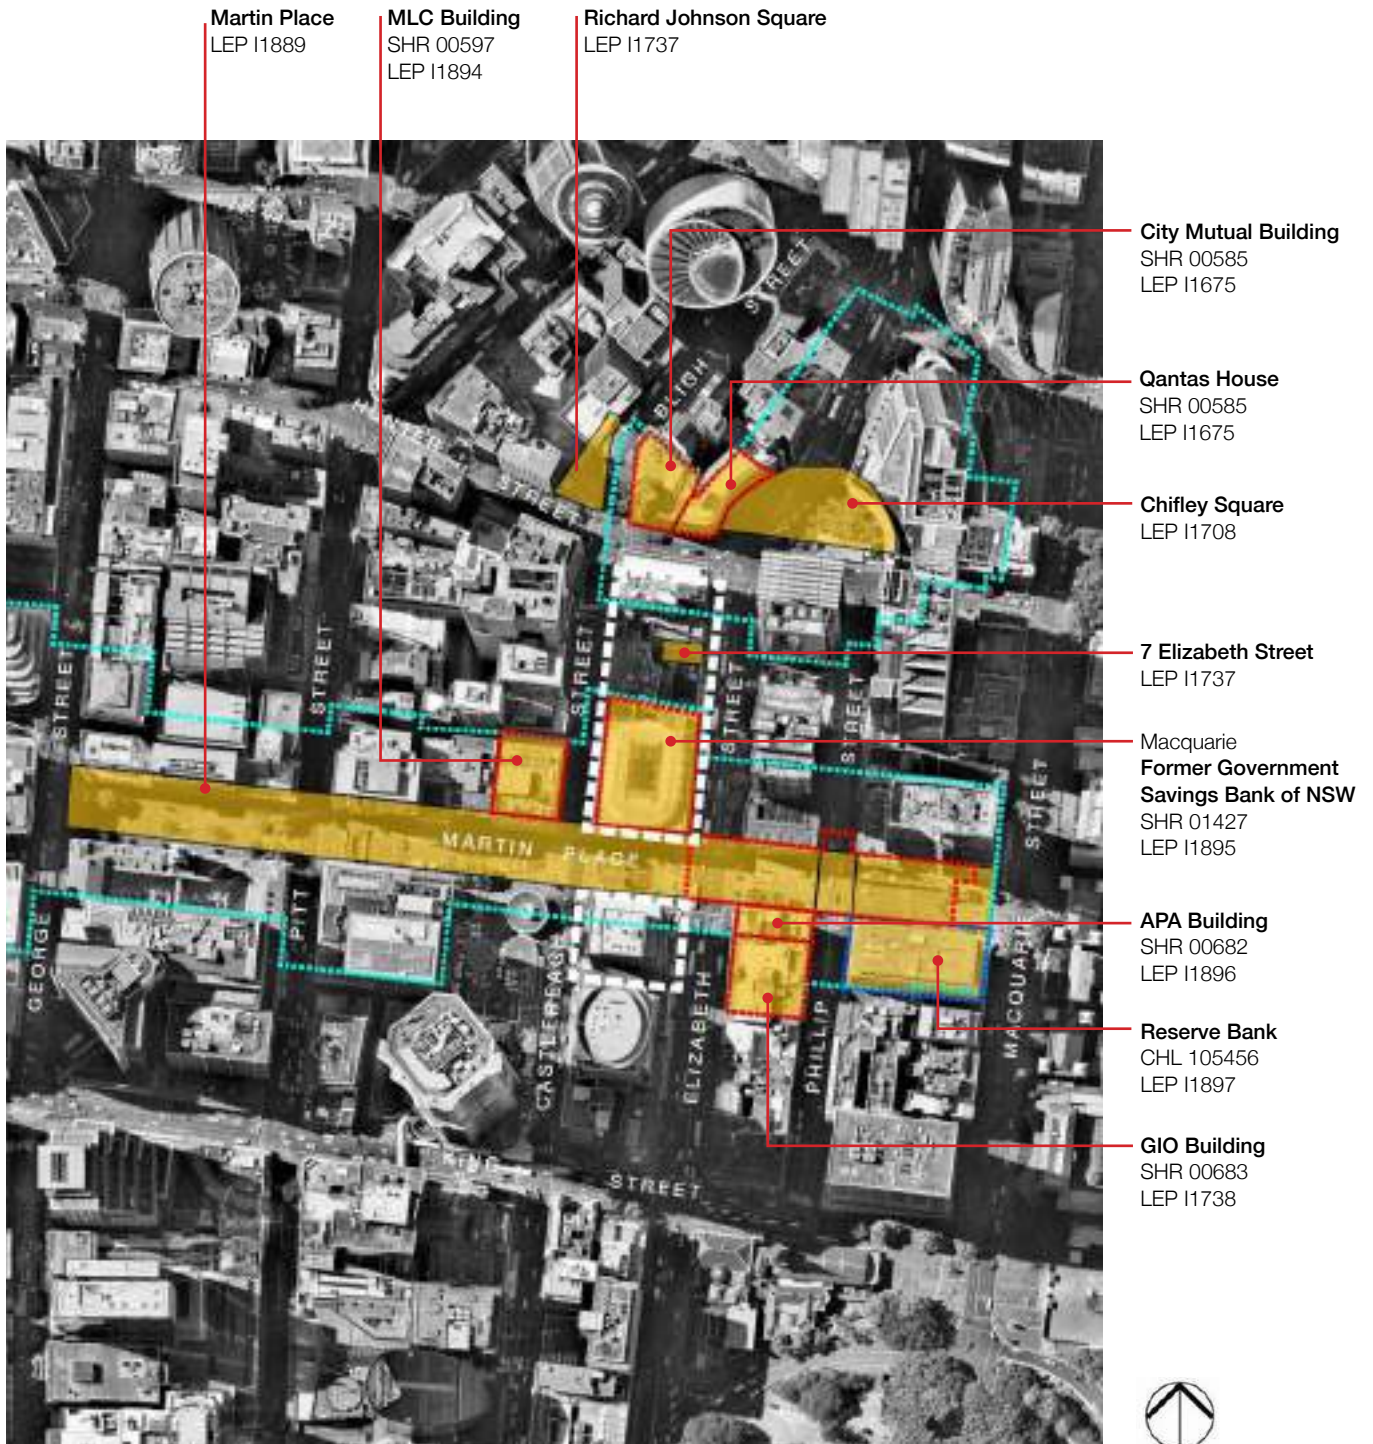 Martin Place
LEP I1889
MLC Building
SHR 00597
LEP I1894
Richard Johnson Square
LEP I1737
City Mutual Building
SHR 00585
LEP I1675
Qantas House
SHR 00585
LEP I1675
Chifley Square
LEP I1708
7 Elizabeth Street
LEP I1737
Macquarie
Former Government
Savings Bank of NSW
SHR 01427
LEP I1895
APA Building
SHR 00682
LEP I1896
Reserve Bank
CHL 105456
LEP I1897
GIO Building
SHR 00683
LEP I1738
BLIGH
STREET
STREET
STREET
STREET
STREET
STREET
STREET
STREET
MARTIN PLACE
GEORGE
PITT
CASTLEREAGH
ELIZABETH
PHILLIP
MACQUARIE
KING
STREET